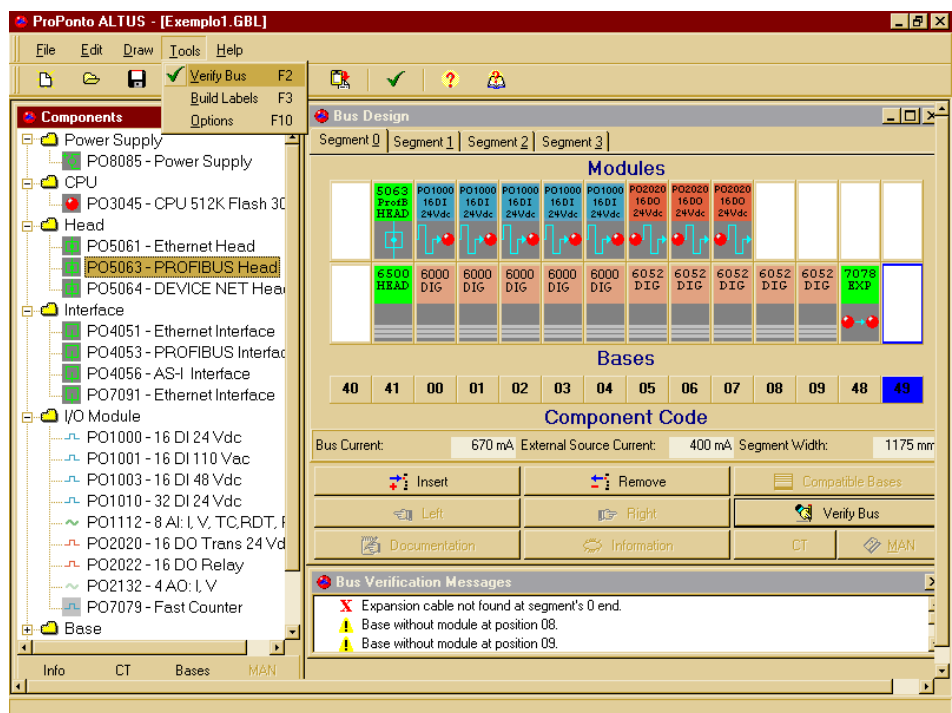 ProPonto ALTUS - [Exemplo1.GBL]
File Edit Draw Tools Help
Verify Bus F2
Build Labels F3
Options F10
Components
Power Supply
PO8085 - Power Supply
CPU
PO3045 - CPU 512K Flash 30
Head
PO5061 - Ethernet Head
PO5063 - PROFIBUS Head
PO5064 - DEVICE NET Hea
Interface
PO4051 - Ethernet Interface
PO4053 - PROFIBUS Interfac
PO4056 - AS-I Interface
PO7091 - Ethernet Interface
I/O Module
PO1000 - 16 DI 24 Vdc
PO1001 - 16 DI 110 Vac
PO1003 - 16 DI 48 Vdc
PO1010 - 32 DI 24 Vdc
PO1112 - 8 AI: I, V, TC,RDT,
PO2020 - 16 DO Trans 24 Vd
PO2022 - 16 DO Relay
PO2132 - 4 AO: I, V
PO7079 - Fast Counter
Base
Info CT Bases MAN
Bus Design
Segment 0 Segment 1 Segment 2 Segment 3
Modules
5063 PO1000 PO1000 PO1000 PO1000 PO1000 PO2020 PO2020 PO2020
ProfB 16DI 16DI 16DI 16DI 16DI 16DO 16DO 16DO
HEAD 24Vdc 24Vdc 24Vdc 24Vdc 24Vdc 24Vdc 24Vdc 24Vdc
6500 6000 6000 6000 6000 6000 6052 6052 6052 6052 6052 7078
HEAD DIG DIG DIG DIG DIG DIG DIG DIG DIG DIG EXP
Bases
40 41 00 01 02 03 04 05 06 07 08 09 48 49
Component Code
Bus Current: 670 mA External Source Current: 400 mA Segment Width: 1175 mm
Insert Remove Compatible Bases
Left Right Verify Bus
Documentation Information CT MAN
Bus Verification Messages
X Expansion cable not found at segment's 0 end.
! Base without module at position 08.
! Base without module at position 09.